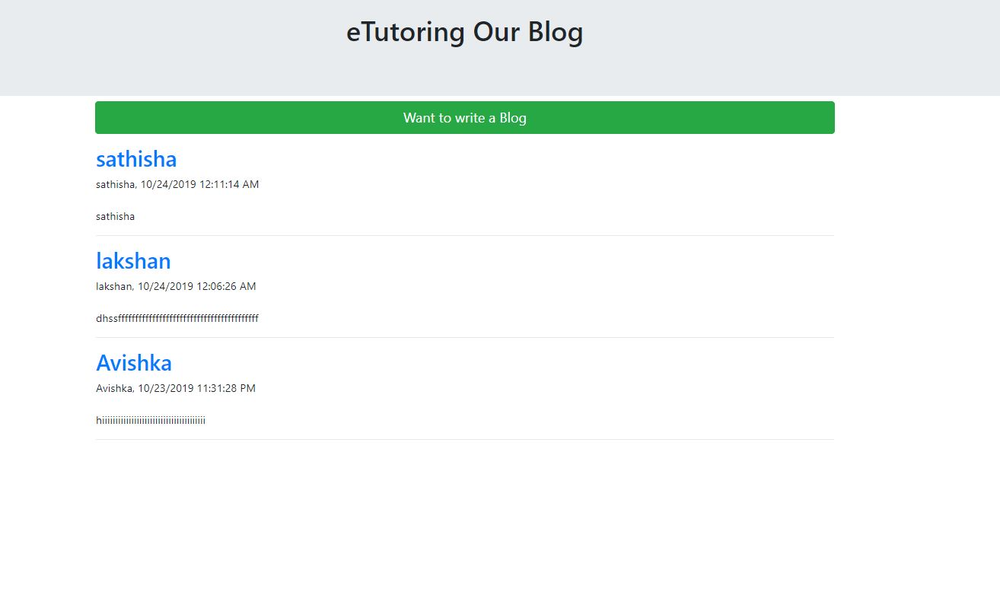 eTutoring Our Blog
Want to write a Blog
sathisha
sathisha, 10/24/2019 12:11:14 AM
sathisha
lakshan
lakshan, 10/24/2019 12:06:26 AM
dhssffffffffffffffffffffffffffffffffffffffffff
Avishka
Avishka, 10/23/2019 11:31:28 PM
hiiiiiiiiiiiiiiiiiiiiiiiiiiiiiiiiiiiiii